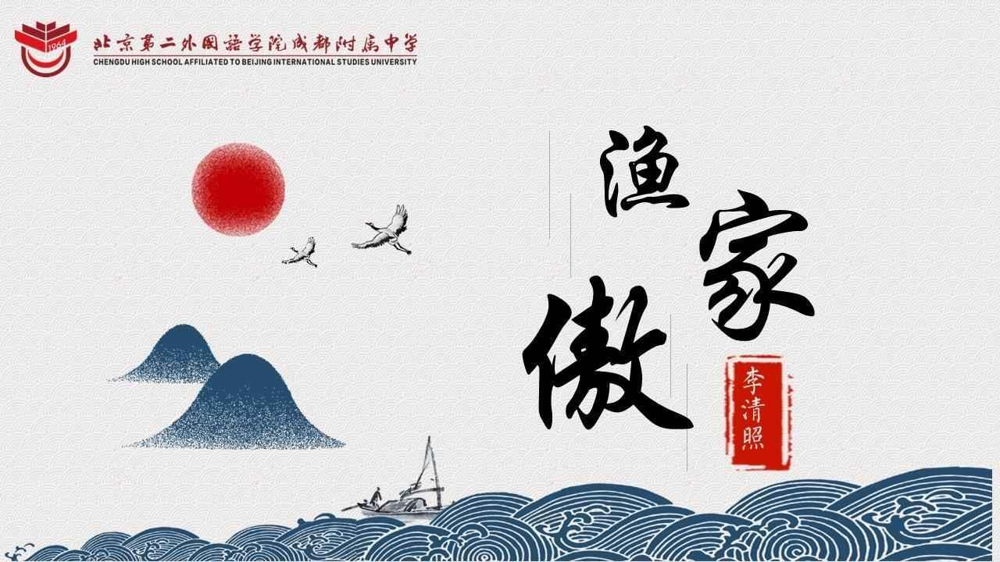 1964
北京第二外国语学院成都附属中学
CHENGDU HIGH SCHOOL AFFILIATED TO BEIJING INTERNATIONAL STUDIES UNIVERSITY
渔家傲
李清照